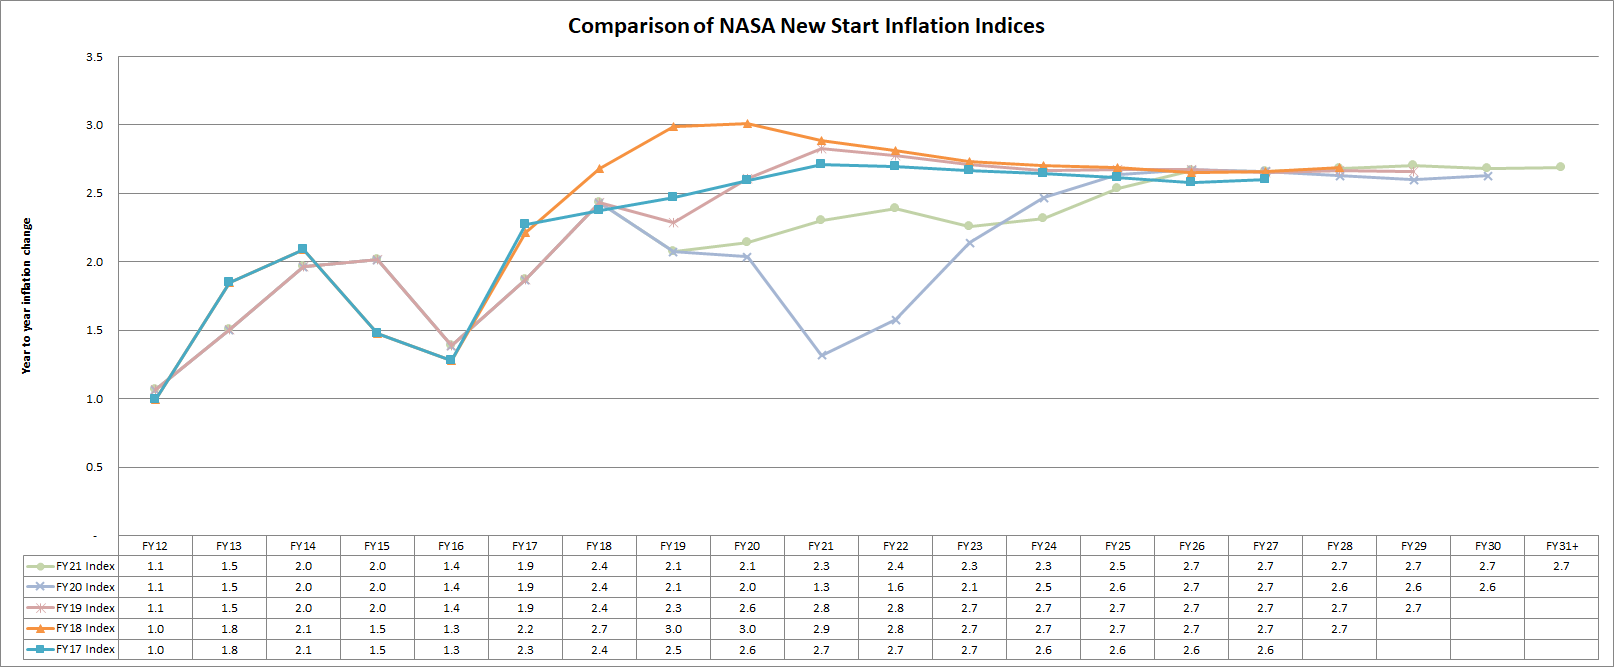 Comparison of NASA New Start Inflation Indices
Year to year inflation change
3.5
3.0
2.5
2.0
1.5
1.0
0.5
-
FY12 FY13 FY14 FY15 FY16 FY17 FY18 FY19 FY20 FY21 FY22 FY23 FY24 FY25 FY26 FY27 FY28 FY29 FY30 FY31+
FY21 Index 1.1 1.5 2.0 2.0 1.4 1.9 2.4 2.1 2.1 2.3 2.4 2.3 2.3 2.5 2.7 2.7 2.7 2.7 2.7 2.7
FY20 Index 1.1 1.5 2.0 2.0 1.4 1.9 2.4 2.1 2.0 1.3 1.6 2.1 2.5 2.6 2.7 2.7 2.6 2.6 2.6
FY19 Index 1.1 1.5 2.0 2.0 1.4 1.9 2.4 2.3 2.6 2.8 2.8 2.7 2.7 2.7 2.7 2.7 2.7 2.7
FY18 Index 1.0 1.8 2.1 1.5 1.3 2.2 2.7 3.0 3.0 2.9 2.8 2.7 2.7 2.7 2.7 2.7 2.7
FY17 Index 1.0 1.8 2.1 1.5 1.3 2.3 2.4 2.5 2.6 2.7 2.7 2.7 2.6 2.6 2.6 2.6